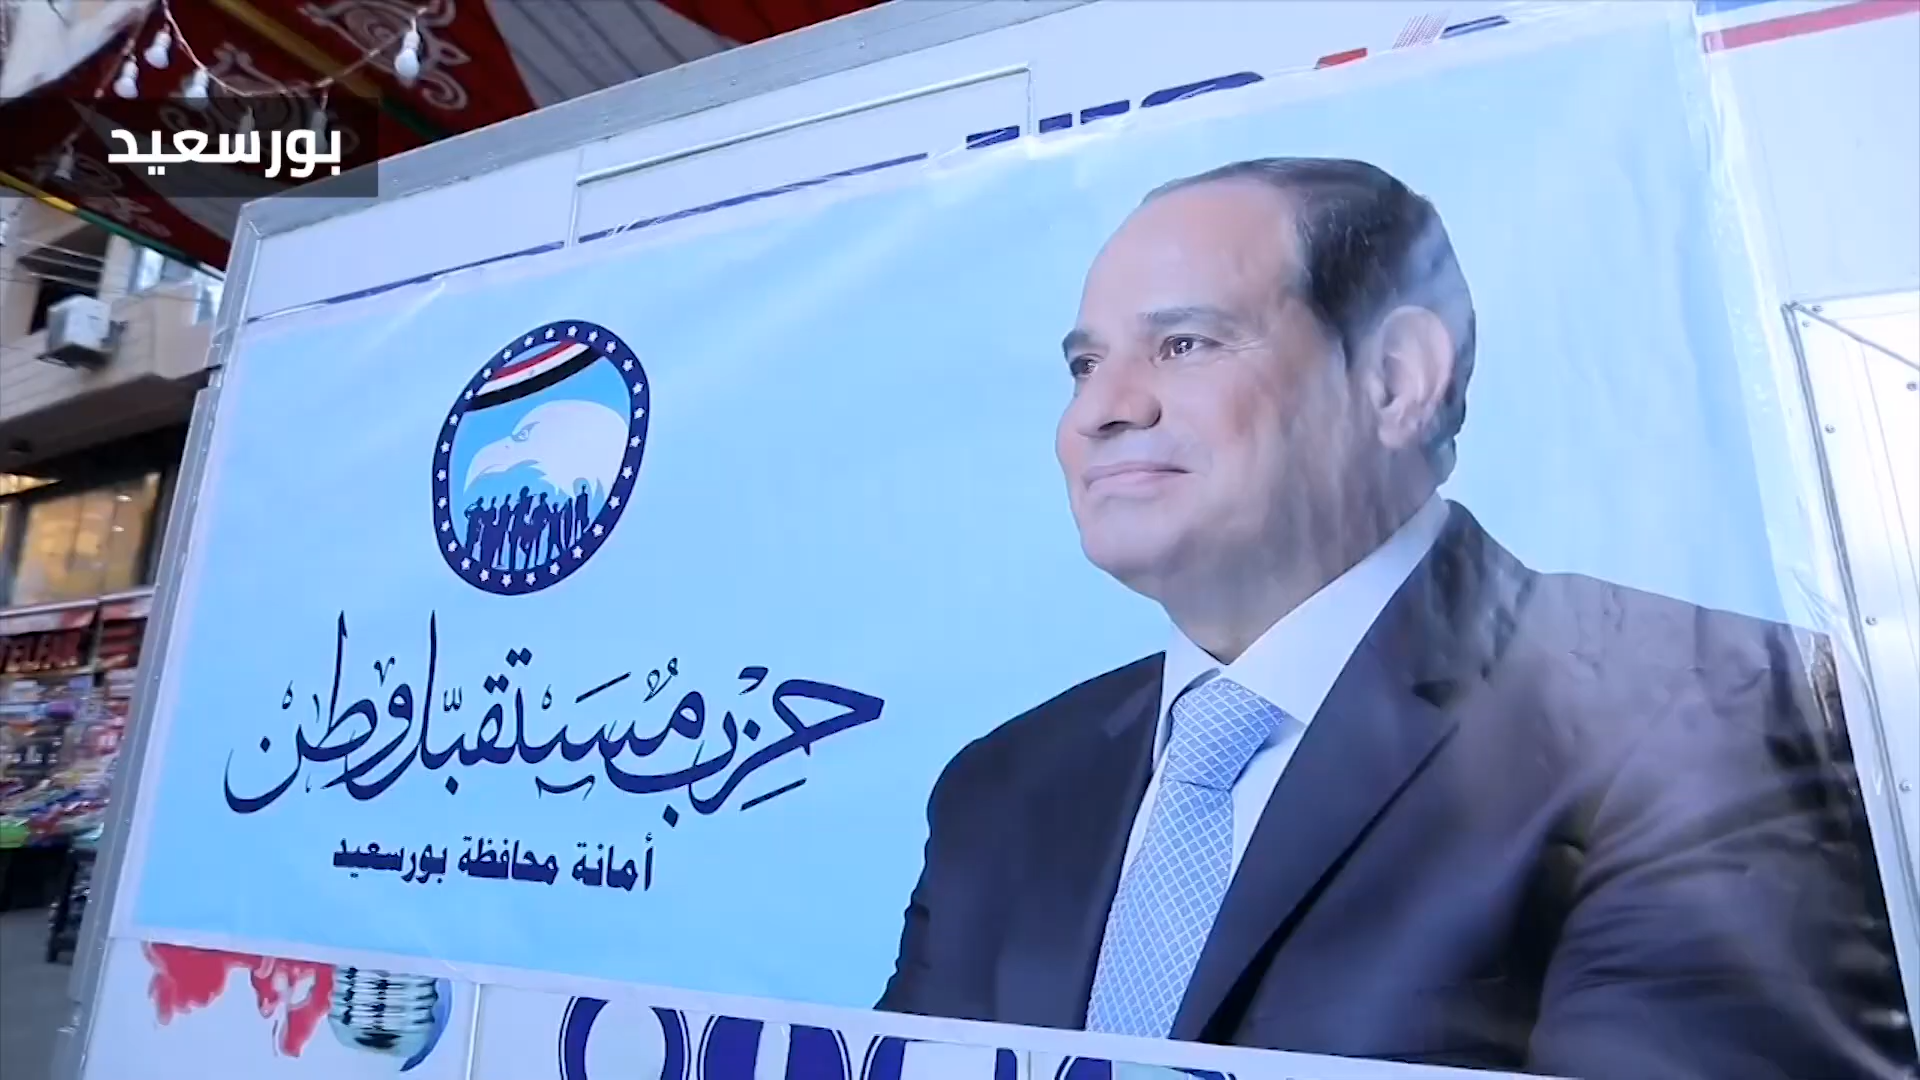 بورسعيد
حزب مستقبل وطن
أمانة محافظة بورسعيد